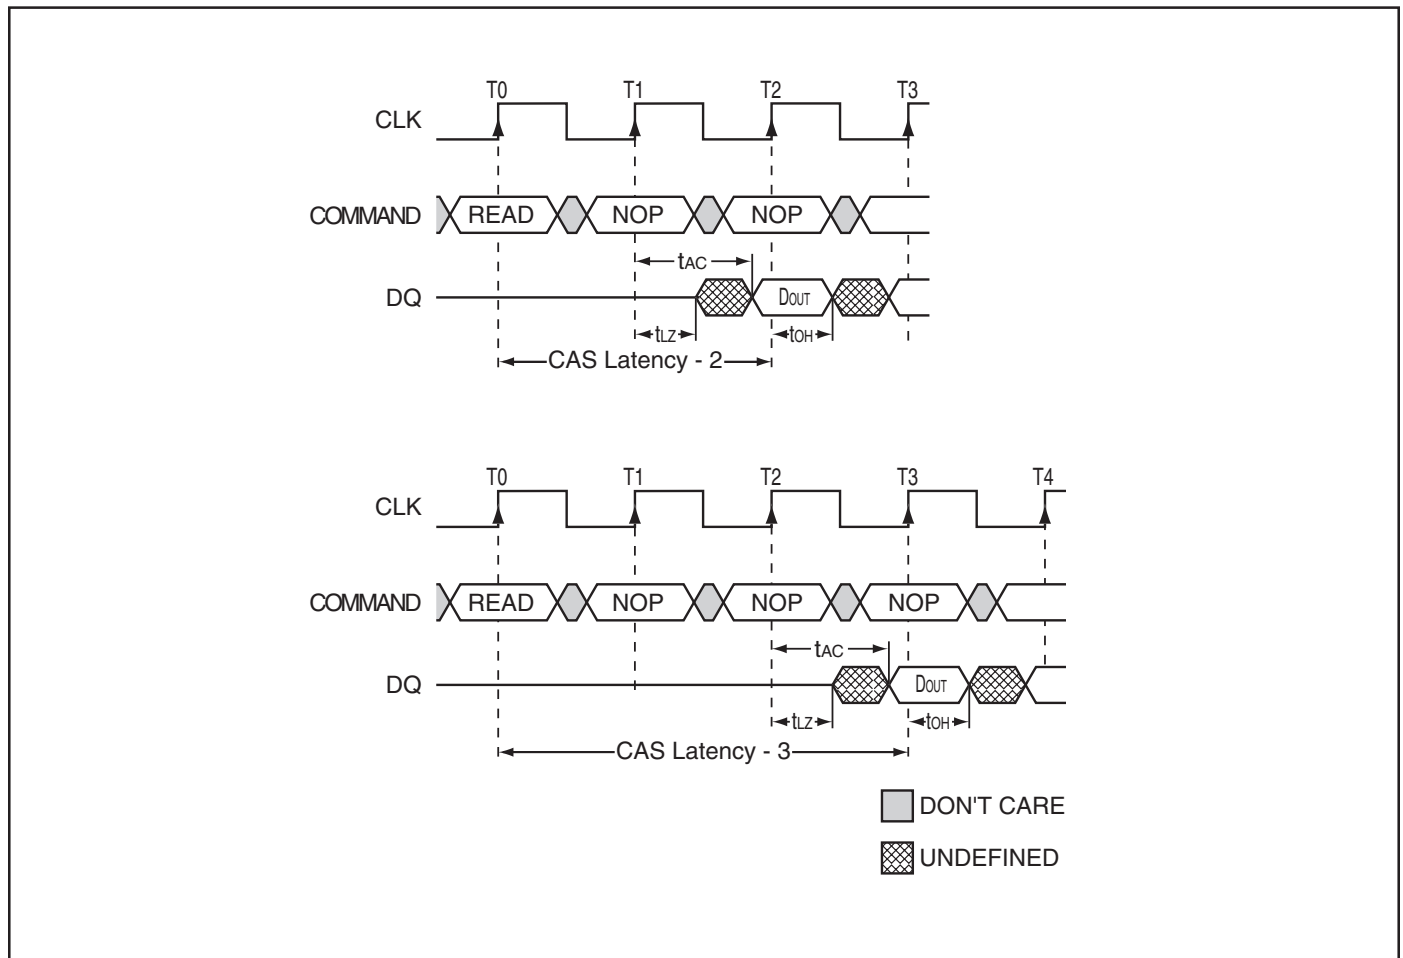 T0 T1 T2 T3
CLK
COMMAND READ NOP NOP
tAC
DQ DOUT
tLZ tOH
CAS Latency - 2
T0 T1 T2 T3 T4
CLK
COMMAND READ NOP NOP NOP
tAC
DQ DOUT
tLZ tOH
CAS Latency - 3
DON'T CARE
UNDEFINED